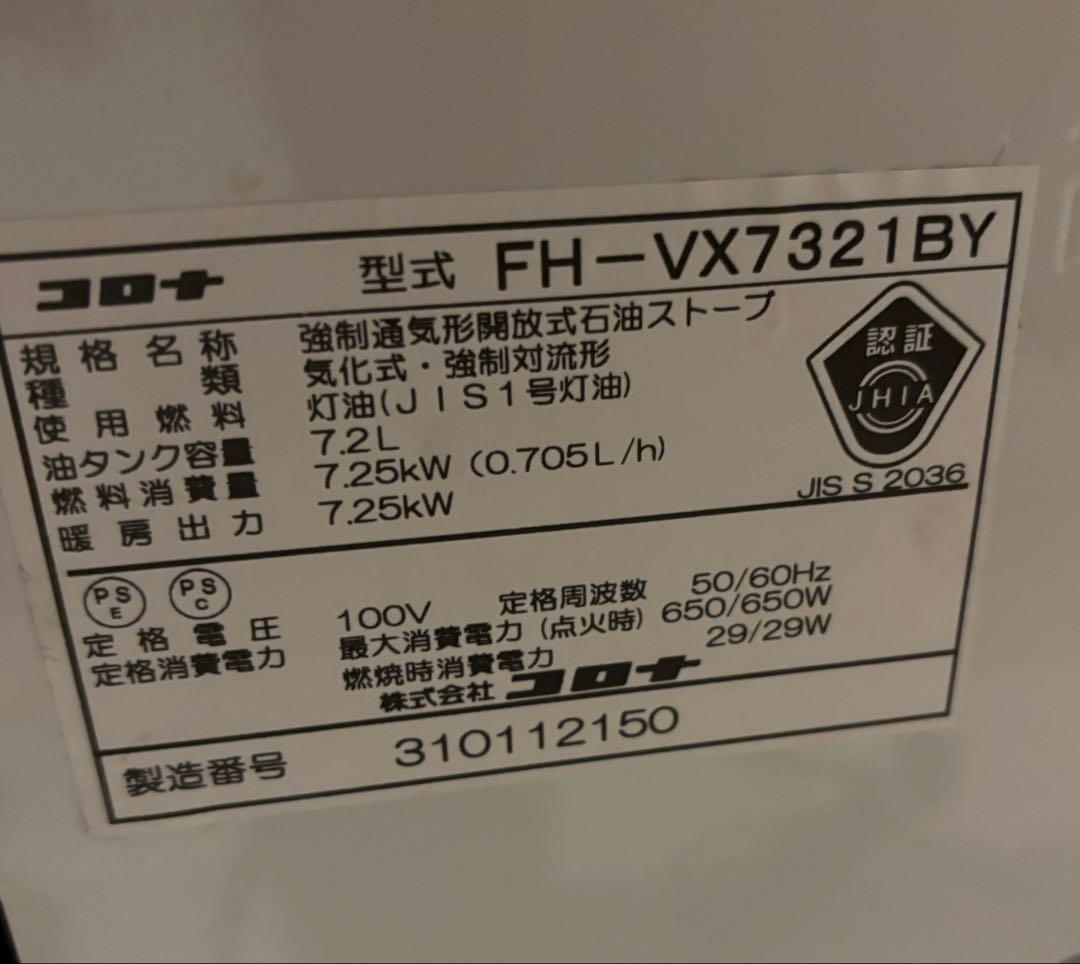 コロナ 型式 FH-VX7321BY
規格名称 強制通気形開放式石油ストーブ
種類 気化式・強制対流形
使用燃料 灯油(JIS1号灯油)
油タンク容量 7.2L
燃料消費量 7.25kW (0.705L/h)
暖房出力 7.25kW
認証
JHIA
JIS S 2036
PS E PS C
定格電圧 100V 定格周波数 50/60Hz
定格消費電力 最大消費電力(点火時) 650/650W
燃焼時消費電力 29/29W
株式会社 コロナ
製造番号 310112150